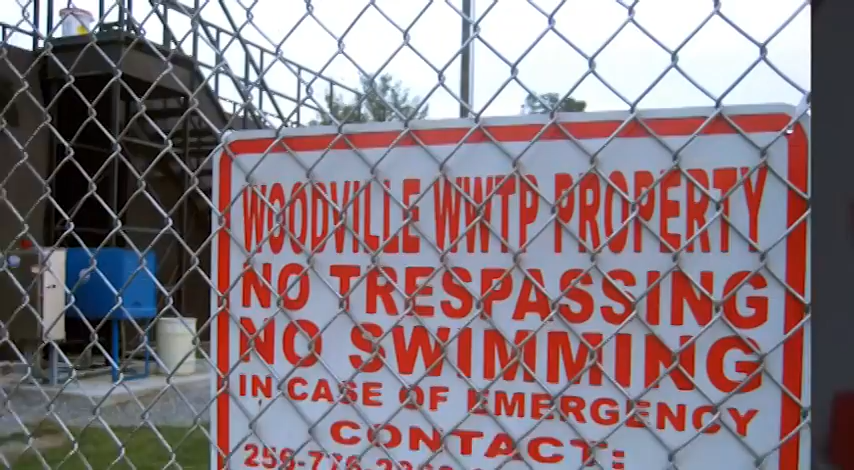 WOODVILLE WWTP PROPERTY
NO TRESPASSING
NO SWIMMING
IN CASE OF EMERGENCY
CONTACT: